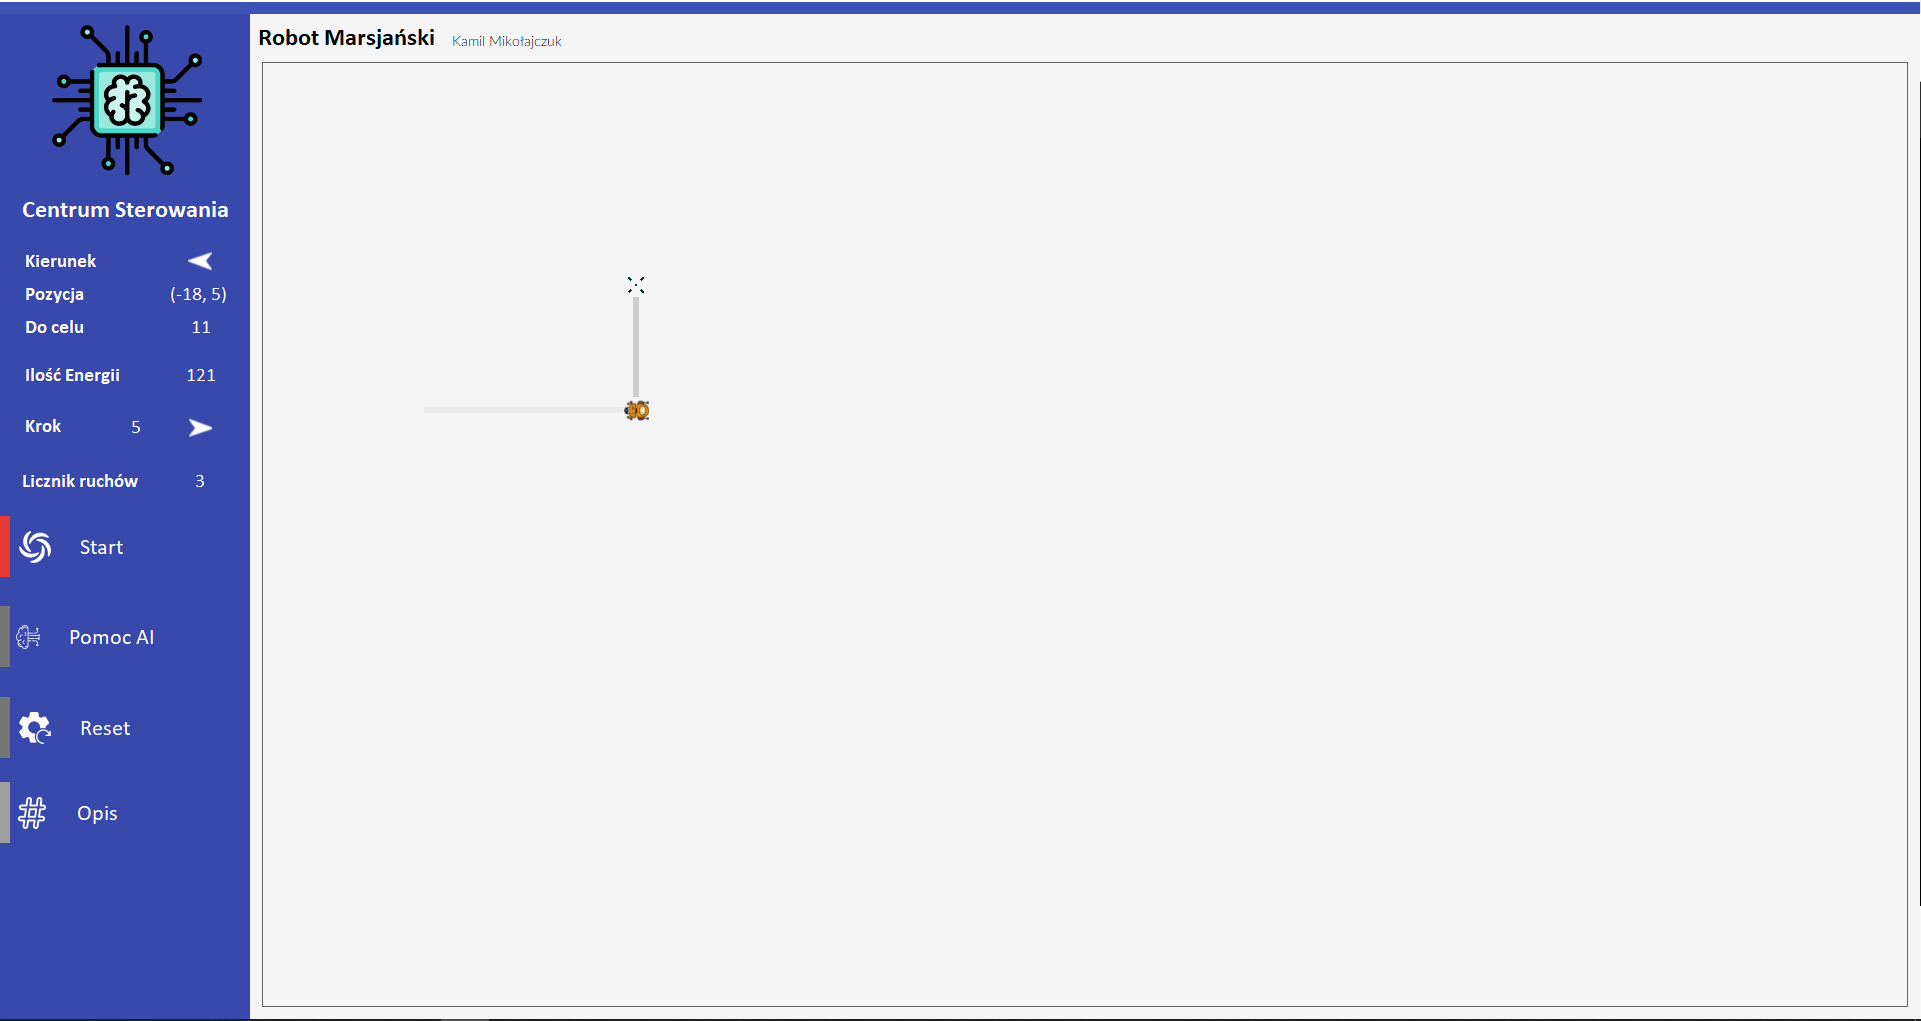 Robot Marsjański Kamil Mikołajczuk
Centrum Sterowania
Kierunek
Pozycja (-18, 5)
Do celu 11
Ilość Energii 121
Krok 5
Licznik ruchów 3
Start
Pomoc AI
Reset
Opis